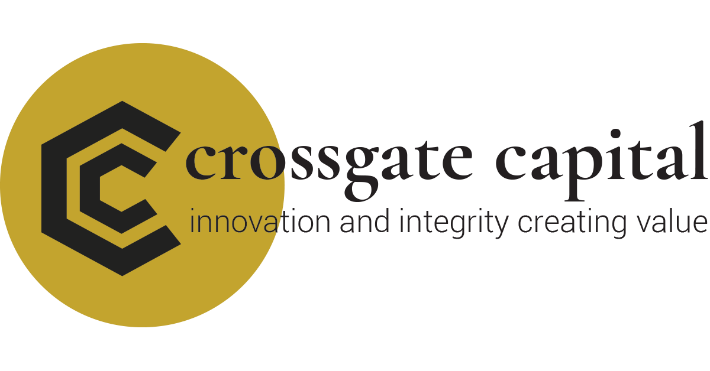 crossgate capital
innovation and integrity creating value